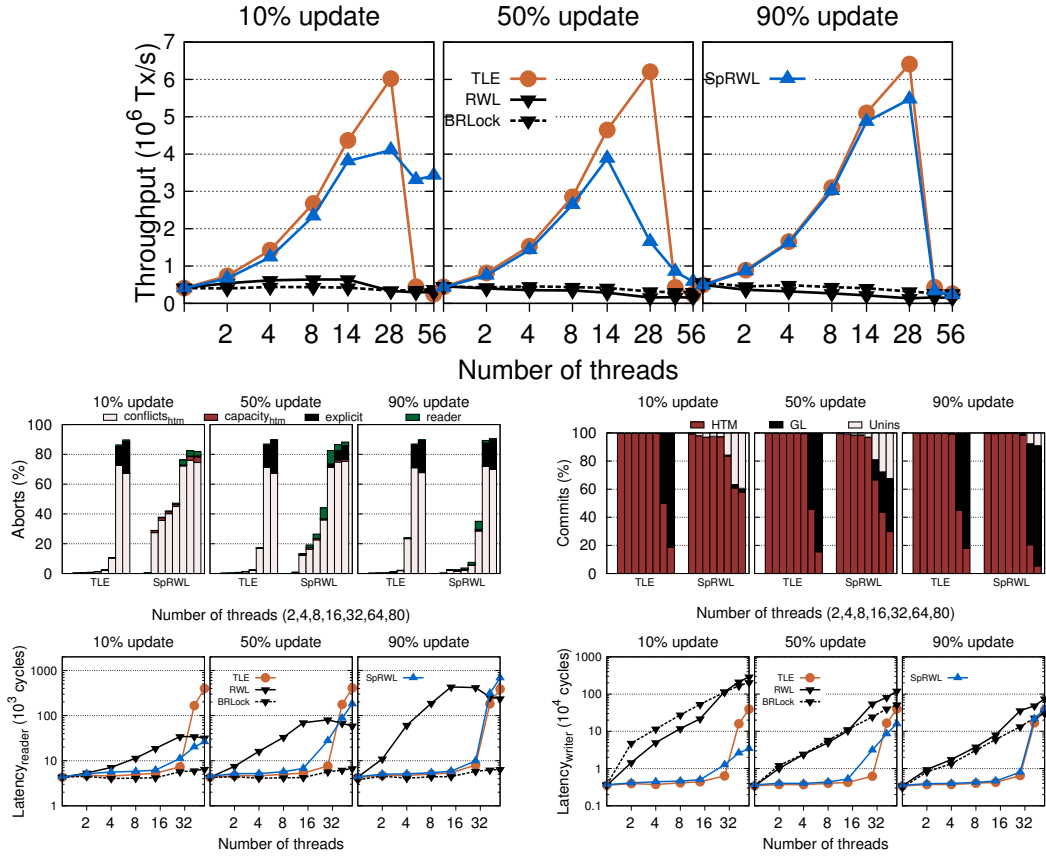 10% update 50% update 90% update
Throughput (10^6 Tx/s)
7
6
5
4
3
2
1
0
TLE
RWL
BRLock
SpRWL
2 4 8 14 28 56 2 4 8 14 28 56 2 4 8 14 28 56
Number of threads
10% update 50% update 90% update
conflicts_htm capacity_htm explicit reader
Aborts (%)
100
80
60
40
20
0
TLE SpRWL TLE SpRWL TLE SpRWL
Number of threads (2,4,8,16,32,64,80)
10% update 50% update 90% update
HTM GL Unins
Commits (%)
100
80
60
40
20
0
TLE SpRWL TLE SpRWL TLE SpRWL
Number of threads (2,4,8,16,32,64,80)
10% update 50% update 90% update
Latency_reader (10^3 cycles)
1000
100
10
1
TLE
RWL
BRLock
SpRWL
2 4 8 16 32 2 4 8 16 32 2 4 8 16 32
Number of threads
10% update 50% update 90% update
Latency_writer (10^4 cycles)
1000
100
10
1
0.1
TLE
RWL
BRLock
SpRWL
2 4 8 16 32 2 4 8 16 32 2 4 8 16 32
Number of threads